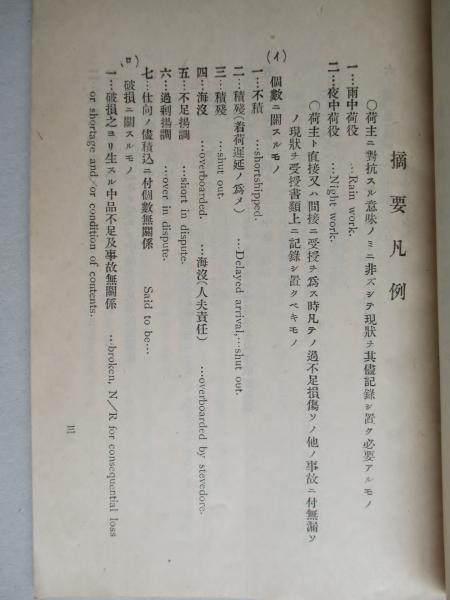 摘要凡例
〇荷主ニ對抗スル意味ノミニ非ズシテ現狀ヲ其儘記錄シ置ク必要アルモノ
一…雨中荷役 …Rain work.
二…夜中荷役 …Night work.
〇荷主ト直接又ハ間接ニ受授ヲ爲ス時凡テノ過不足損傷ソノ他ノ事故ニ付無漏ソ
ノ現狀ヲ受授書類上ニ記錄シ置クベキモノ
(イ) 個數ニ關スルモノ
一…不積 …shortshipped.
二…積殘(着荷遲延ノ爲メ) …Delayed arrival,…shut out.
三…積殘 …shut out.
四…海沒 …overboarded. …海沒(人夫責任) …overboarded by stevedore.
五…不足揚調 …short in dispute.
六…過剩揚調 …over in dispute.
七…仕向ノ儘積込ニ付個數無關係 Said to be…
(ロ) 破損ニ關スルモノ
一…破損之ヨリ生スル中品不足及事故無關係 …broken, N/R for consequential loss
or shortage and/or condition of contents.
三